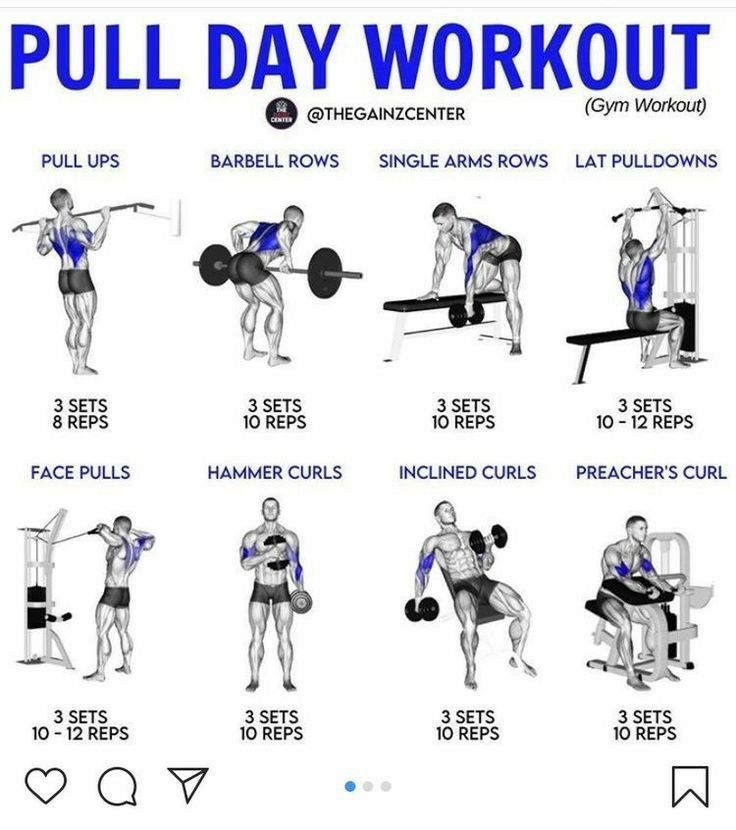 PULL DAY WORKOUT
(Gym Workout)
THE
GAINZ
CENTER
@THEGAINZCENTER
PULL UPS
BARBELL ROWS
SINGLE ARMS ROWS
LAT PULLDOWNS
3 SETS
8 REPS
3 SETS
10 REPS
3 SETS
10 REPS
3 SETS
10 - 12 REPS
FACE PULLS
HAMMER CURLS
INCLINED CURLS
PREACHER'S CURL
3 SETS
10 - 12 REPS
3 SETS
10 REPS
3 SETS
10 REPS
3 SETS
10 REPS